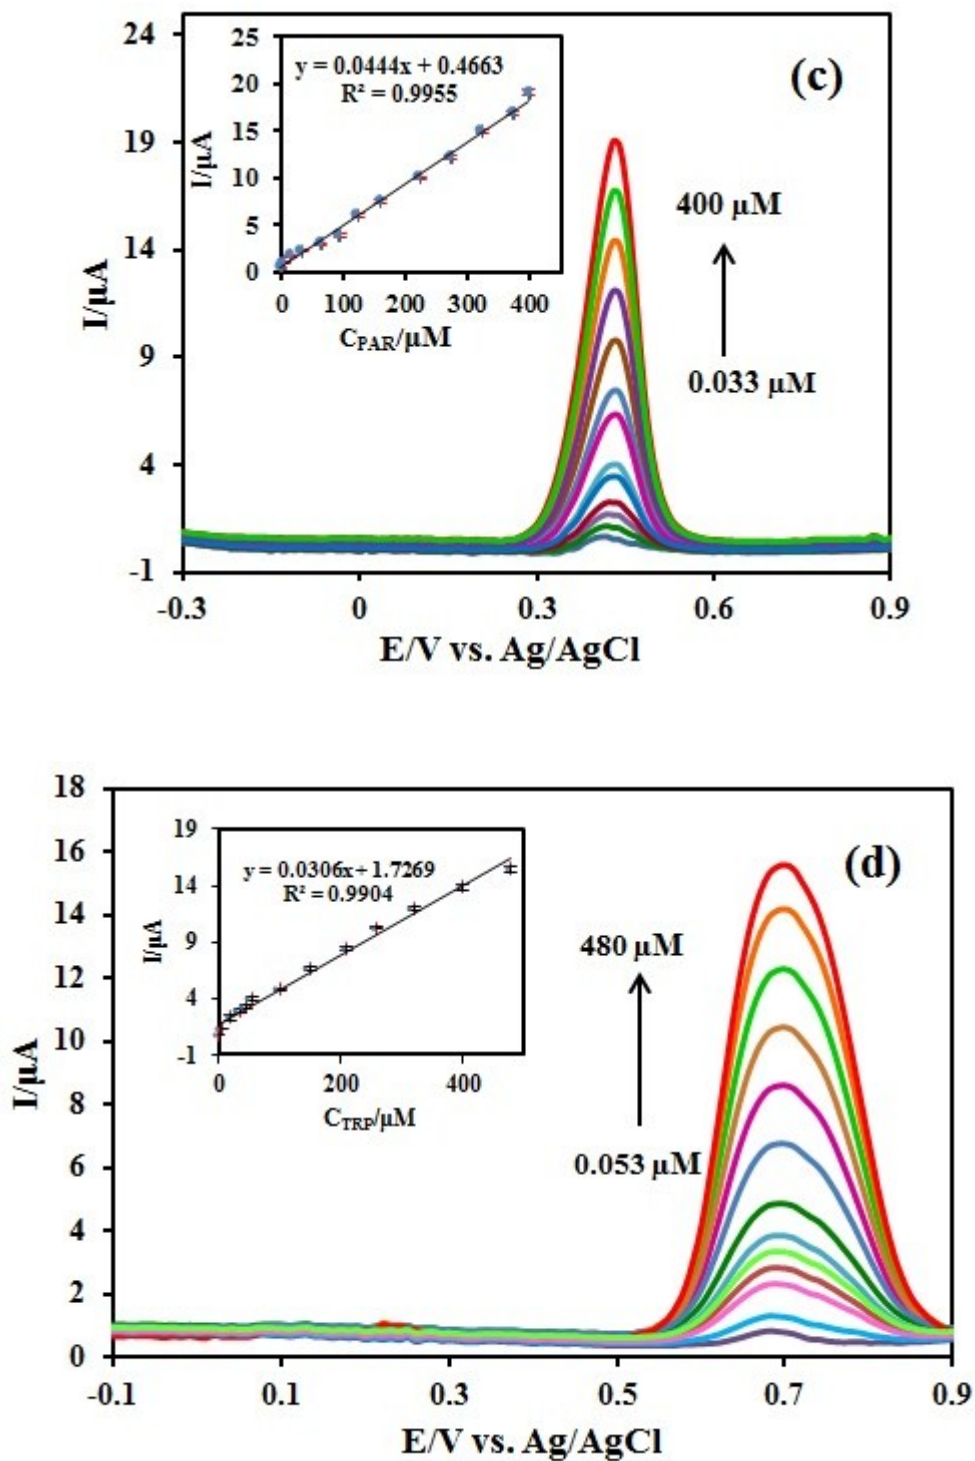 (c)
24
19
14
9
4
-1
I/µA
-0.3 0 0.3 0.6 0.9
E/V vs. Ag/AgCl
25
20
15
10
5
0
I/µA
y = 0.0444x + 0.4663
R² = 0.9955
0 100 200 300 400
C_PAR/µM
400 µM
0.033 µM
(d)
18
16
14
12
10
8
6
4
2
0
I/µA
-0.1 0.1 0.3 0.5 0.7 0.9
E/V vs. Ag/AgCl
19
14
9
4
-1
I/µA
y = 0.0306x + 1.7269
R² = 0.9904
0 200 400
C_TRP/µM
480 µM
0.053 µM